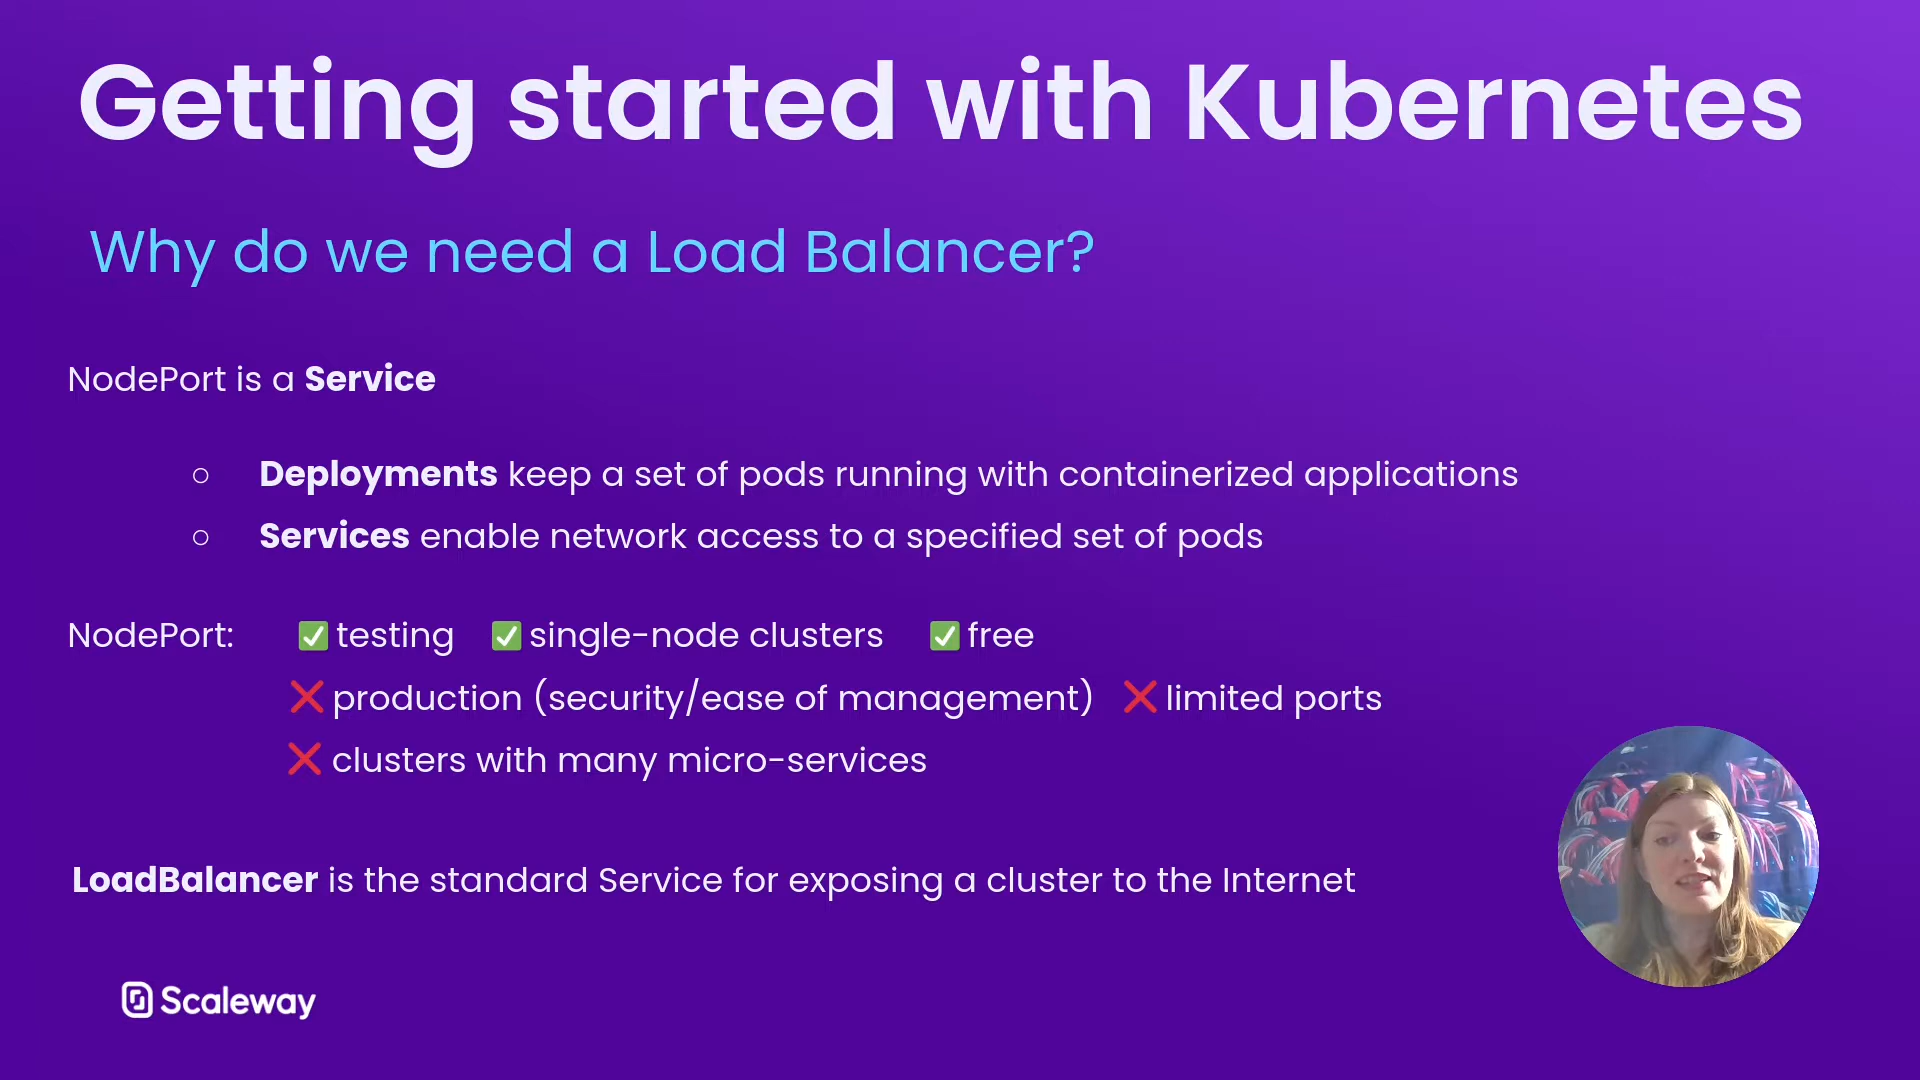 Getting started with Kubernetes
Why do we need a Load Balancer?
NodePort is a Service
○ Deployments keep a set of pods running with containerized applications
○ Services enable network access to a specified set of pods
NodePort: ✅ testing ✅ single-node clusters ✅ free
❌ production (security/ease of management) ❌ limited ports
❌ clusters with many micro-services
LoadBalancer is the standard Service for exposing a cluster to the Internet
Scaleway